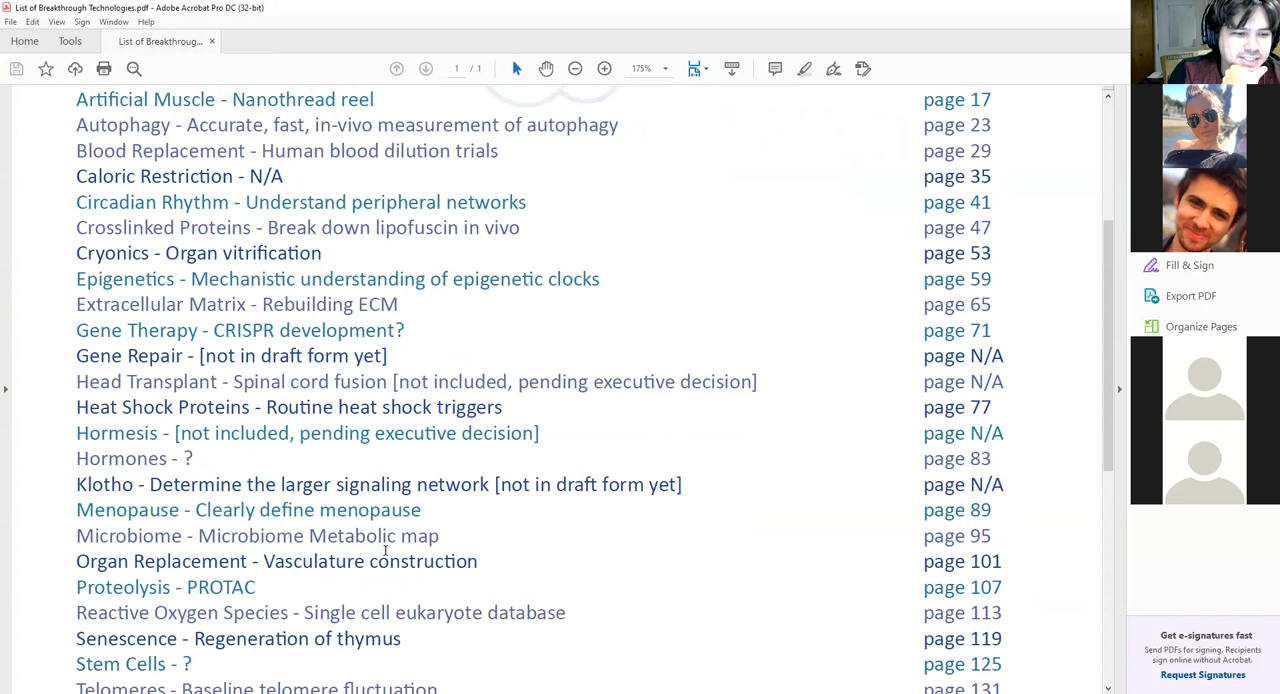 List of Breakthrough Technologies.pdf - Adobe Acrobat Pro DC (32-bit)
File Edit View Sign Window Help
Home Tools List of Breakthroug... ×
1 / 1 175%
Artificial Muscle - Nanothread reel page 17
Autophagy - Accurate, fast, in-vivo measurement of autophagy page 23
Blood Replacement - Human blood dilution trials page 29
Caloric Restriction - N/A page 35
Circadian Rhythm - Understand peripheral networks page 41
Crosslinked Proteins - Break down lipofuscin in vivo page 47
Cryonics - Organ vitrification page 53
Epigenetics - Mechanistic understanding of epigenetic clocks page 59
Extracellular Matrix - Rebuilding ECM page 65
Gene Therapy - CRISPR development? page 71
Gene Repair - [not in draft form yet] page N/A
Head Transplant - Spinal cord fusion [not included, pending executive decision] page N/A
Heat Shock Proteins - Routine heat shock triggers page 77
Hormesis - [not included, pending executive decision] page N/A
Hormones - ? page 83
Klotho - Determine the larger signaling network [not in draft form yet] page N/A
Menopause - Clearly define menopause page 89
Microbiome - Microbiome Metabolic map page 95
Organ Replacement - Vasculature construction page 101
Proteolysis - PROTAC page 107
Reactive Oxygen Species - Single cell eukaryote database page 113
Senescence - Regeneration of thymus page 119
Stem Cells - ? page 125
Telomeres - Baseline telomere fluctuation page 131
Fill & Sign
Export PDF
Organize Pages
Get e-signatures fast
Send PDFs for signing. Recipients
sign online without Acrobat.
Request Signatures